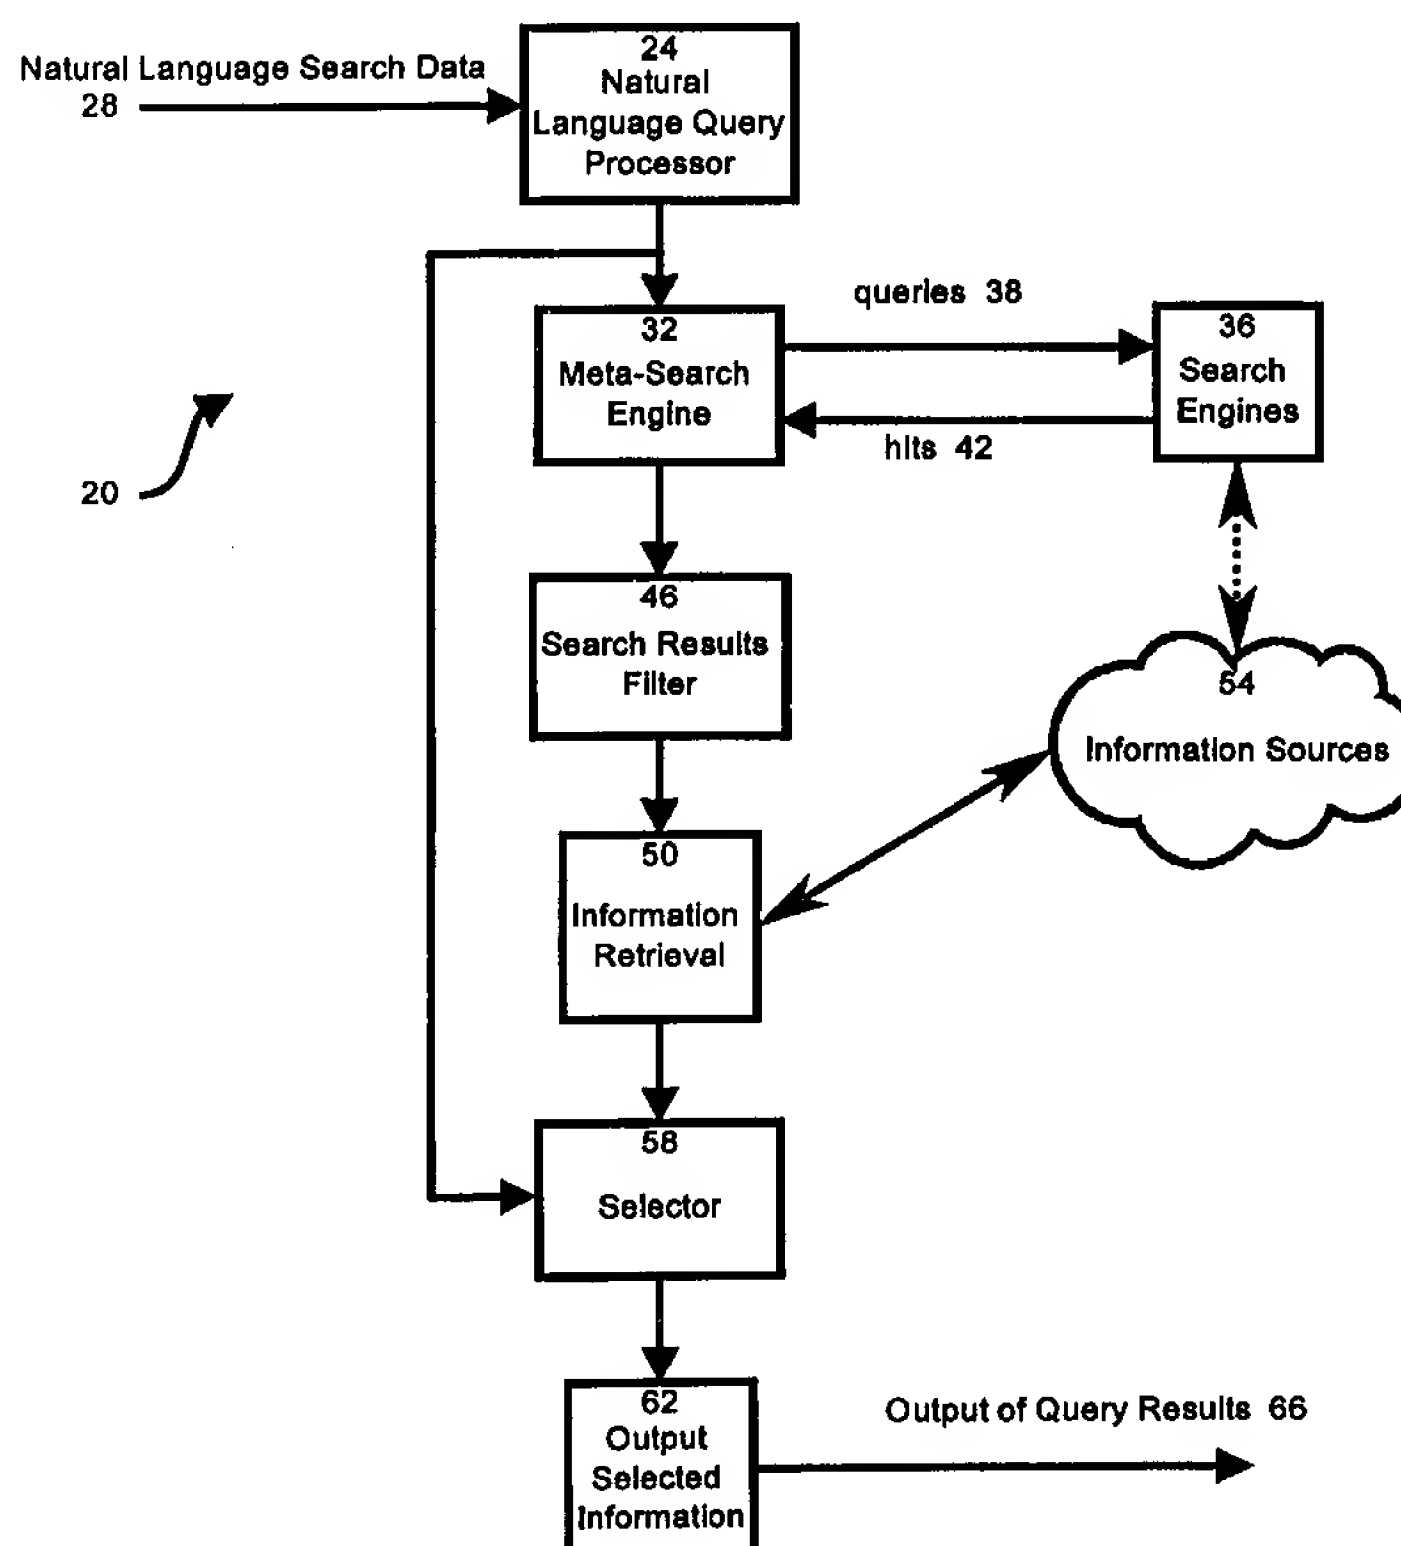 Natural Language Search Data
28
24
Natural
Language Query
Processor
queries 38
32
Meta-Search
Engine
36
Search
Engines
hits 42
20
46
Search Results
Filter
54
Information Sources
50
Information
Retrieval
58
Selector
62
Output
Selected
Information
Output of Query Results 66